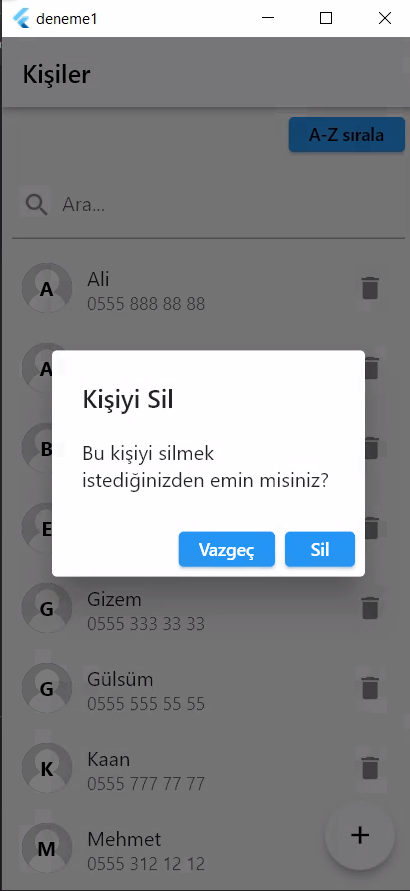 deneme1
Kişiler
A-Z sırala
Ara...
A
Ali
0555 888 88 88
A
Kişiyi Sil
B
Bu kişiyi silmek
istediğinizden emin misiniz?
E
Vazgeç
Sil
G
Gizem
0555 333 33 33
G
Gülsüm
0555 555 55 55
K
Kaan
0555 777 77 77
M
Mehmet
0555 312 12 12